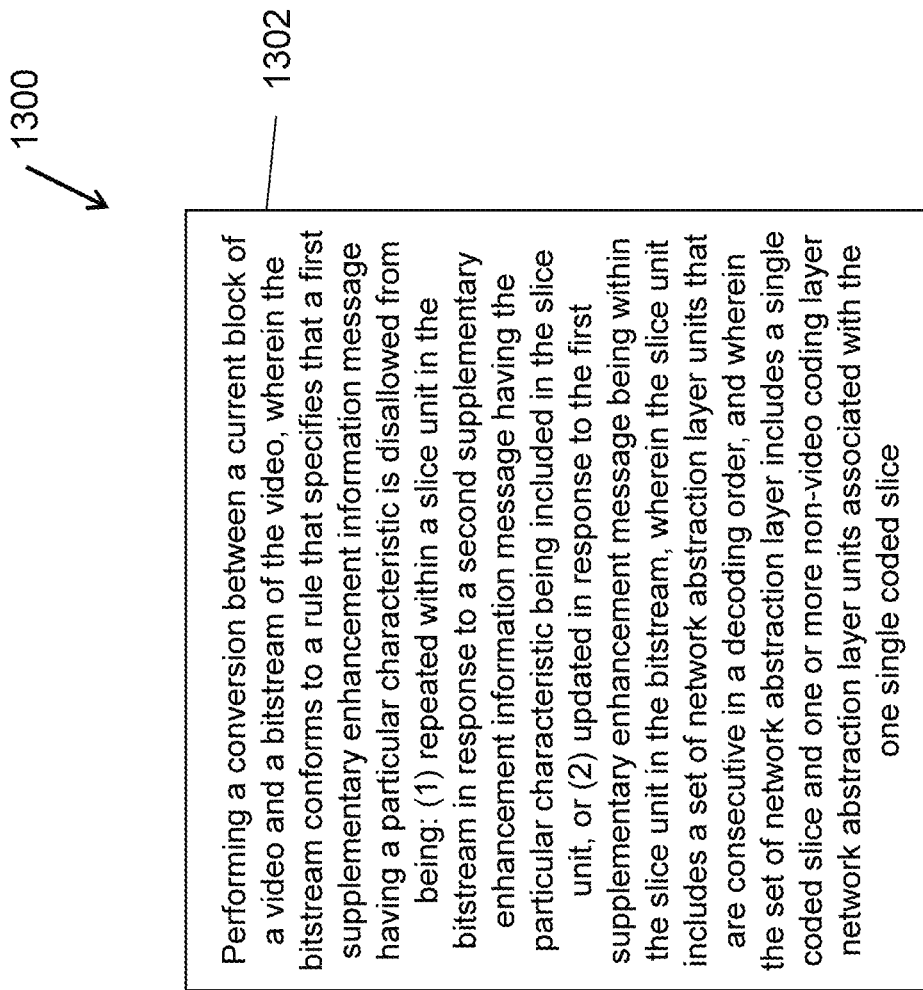 1300
1302
Performing a conversion between a current block of
a video and a bitstream of the video, wherein the
bitstream conforms to a rule that specifies that a first
supplementary enhancement information message
having a particular characteristic is disallowed from
being: (1) repeated within a slice unit in the
bitstream in response to a second supplementary
enhancement information message having the
particular characteristic being included in the slice
unit, or (2) updated in response to the first
supplementary enhancement message being within
the slice unit in the bitstream, wherein the slice unit
includes a set of network abstraction layer units that
are consecutive in a decoding order, and wherein
the set of network abstraction layer includes a single
coded slice and one or more non-video coding layer
network abstraction layer units associated with the
one single coded slice